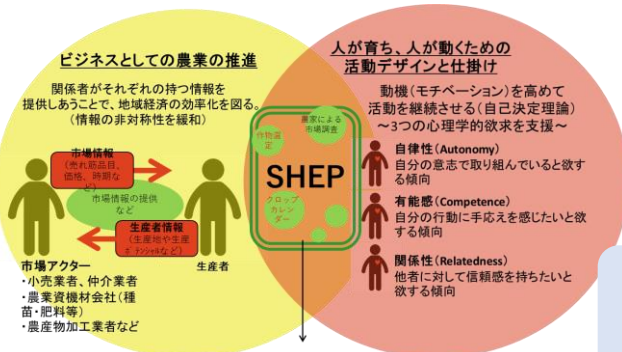 ビジネスとしての農業の推進
関係者がそれぞれの持つ情報を
提供しあうことで、地域経済の効率化を図る。
(情報の非対称性を緩和)
市場情報
(売れ筋品目、
価格、時期な
ど)
市場情報の提供
など
生産者情報
(生産地や生産
ポテンシャルなど)
市場アクター
・小売業者、仲介業者
・農業資機材会社(種
苗・肥料等)
・農産物加工業者など
生産者
作物選
定
農家による
市場調査
SHEP
クロップ
カレン
ダー
人が育ち、人が動くための
活動デザインと仕掛け
動機(モチベーション)を高めて
活動を継続させる(自己決定理論)
~3つの心理学的欲求を支援~
自律性(Autonomy)
自分の意志で取り組んでいると欲す
る傾向
有能感(Competence)
自分の行動に手応えを感じたいと欲
する傾向
関係性(Relatedness)
他者に対して信頼感を持ちたいと
欲する傾向